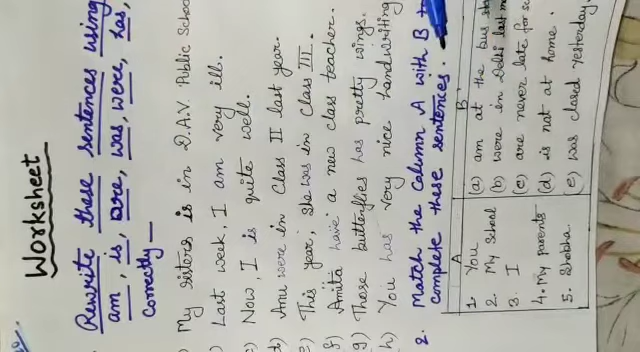 Worksheet
Rewrite these sentences using
am, is, are, was, were, has,
correctly_
My sisters is in D.A.V. Public School
Last week, I am very ill.
c) Now, I is quite well.
d) Anu were in Class II last year.
e) This year, she was in Class III.
f) Amita have a new class teacher.
g) These butterflies has pretty wings.
h) You has very nice handwriting
2. Match the Column A with B to
complete these sentences.
A B
1. You (a) am at the bus sto
2. My School (b) were in Delhi last m
3. I (c) are never late for sc
4. My parents (d) is not at home.
5. Shobha. (e) was closed yesterday.